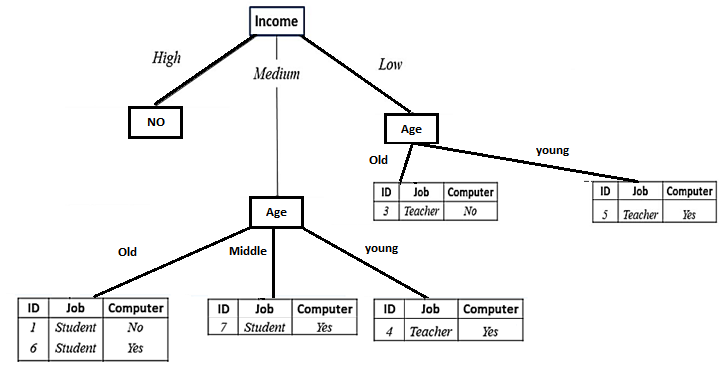 Income
High
Medium
Low
NO
Age
Old
young
ID Job Computer
3 Teacher No
ID Job Computer
5 Teacher Yes
Age
Old
Middle
young
ID Job Computer
1 Student No
6 Student Yes
ID Job Computer
7 Student Yes
ID Job Computer
4 Teacher Yes